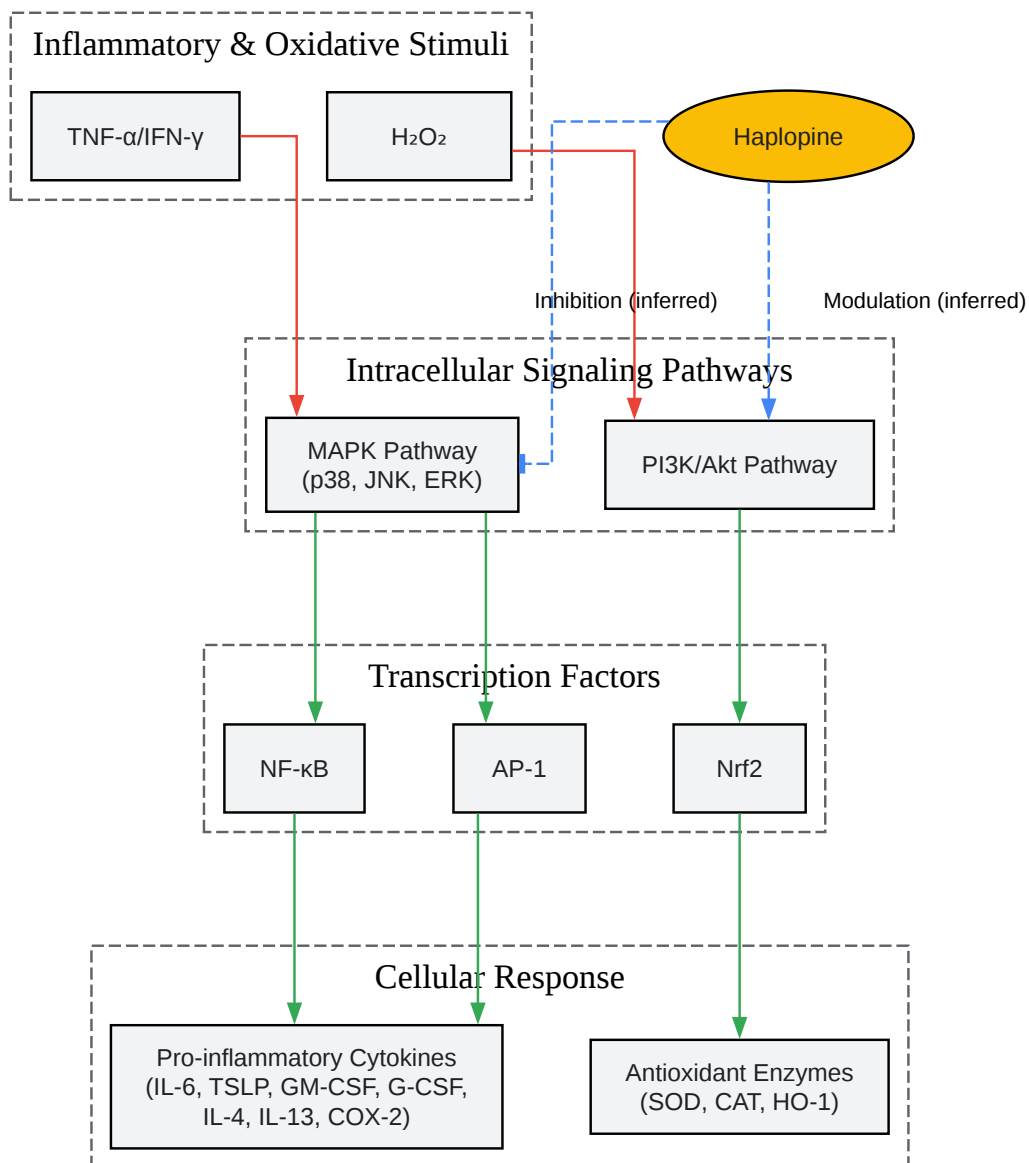 Inflammatory & Oxidative Stimuli
TNF-α/IFN-γ
H₂O₂
Haplopine
Inhibition (inferred)
Modulation (inferred)
Intracellular Signaling Pathways
MAPK Pathway
(p38, JNK, ERK)
PI3K/Akt Pathway
Transcription Factors
NF-κB
AP-1
Nrf2
Cellular Response
Pro-inflammatory Cytokines
(IL-6, TSLP, GM-CSF, G-CSF,
IL-4, IL-13, COX-2)
Antioxidant Enzymes
(SOD, CAT, HO-1)